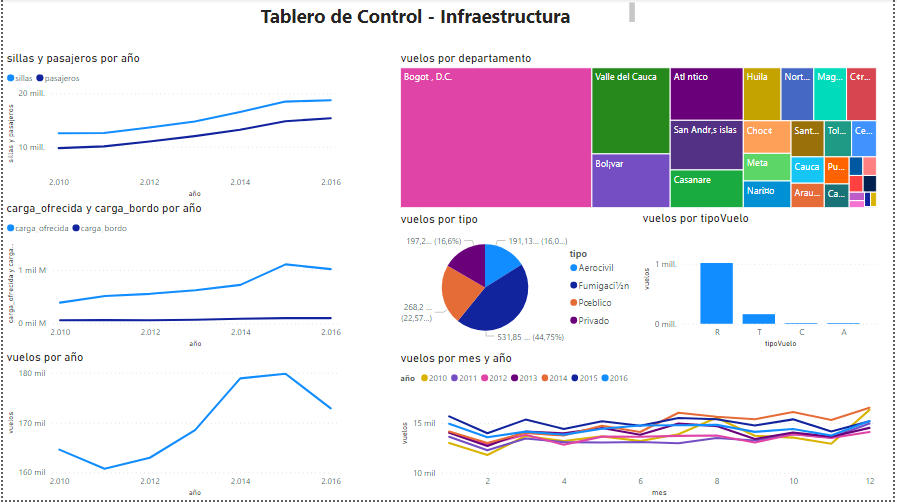 Tablero de Control - Infraestructura
sillas y pasajeros por año
sillas pasajeros
sillas y pasajeros
20 mill.
10 mill.
2.010 2.012 2.014 2.016
año
carga_ofrecida y carga_bordo por año
carga_ofrecida carga_bordo
carga_ofrecida y carga...
1 mil M
0 mil M
2.010 2.012 2.014 2.016
año
vuelos por año
vuelos
180 mil
170 mil
160 mil
2.010 2.012 2.014 2.016
año
vuelos por departamento
Bogot , D.C.
Valle del Cauca
Bol¡var
Atl ntico
San Andr‚s islas
Casanare
Huila
Nort...
Mag...
C¢r...
Choc¢
Sant...
Tol...
Ce...
Meta
Cauca
Pu...
Nari¤o
Arau...
Ca...
vuelos por tipo
197,2... (16,6%)
191,13... (16,0...)
268,2 ...
(22,57...)
531,85 ... (44,75%)
tipo
Aerocivil
Fumigaci½n
Privado
vuelos por tipoVuelo
vuelos
1 mill.
0 mill.
R T C A
tipoVuelo
vuelos por mes y año
año 2010 2011 2012 2013 2014 2015 2016
vuelos
15 mil
10 mil
2 4 6 8 10 12
mes